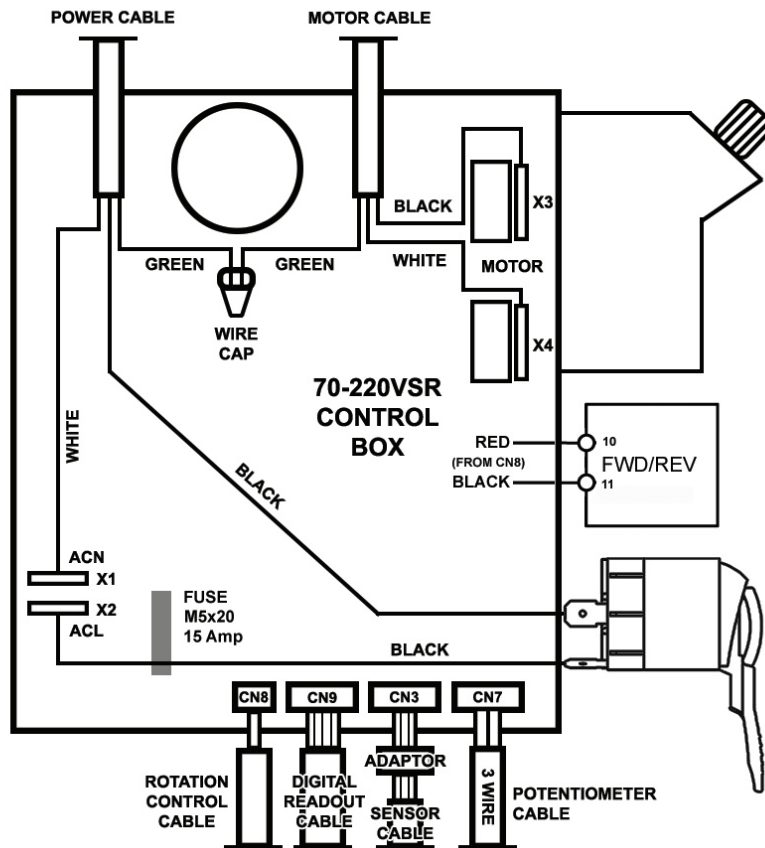 POWER CABLE
MOTOR CABLE
BLACK
X3
GREEN
GREEN
WHITE
MOTOR
WIRE
CAP
X4
70-220VSR
CONTROL
BOX
WHITE
RED
10
(FROM CN8)
FWD/REV
BLACK
11
BLACK
ACN
X1
X2
ACL
FUSE
M5x20
15 Amp
BLACK
CN8
CN9
CN3
CN7
ROTATION
CONTROL
CABLE
DIGITAL
READOUT
CABLE
ADAPTOR
SENSOR
CABLE
3 WIRE
POTENTIOMETER
CABLE